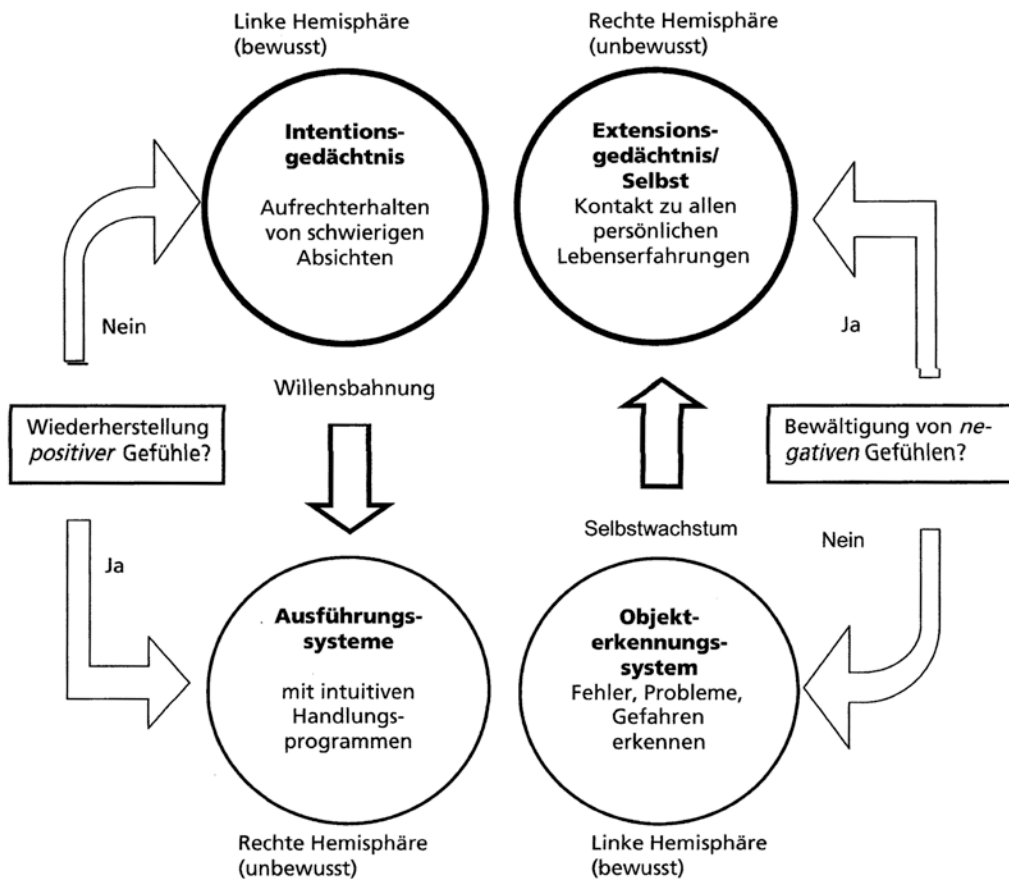 Linke Hemisphäre
(bewusst)
Rechte Hemisphäre
(unbewusst)
Intentions-
gedächtnis
Aufrechterhalten
von schwierigen
Absichten
Extensions-
gedächtnis/
Selbst
Kontakt zu allen
persönlichen
Lebenserfahrungen
Nein
Ja
Willensbahnung
Wiederherstellung
positiver Gefühle?
Bewältigung von ne-
gativen Gefühlen?
Selbstwachstum
Ja
Nein
Ausführungs-
systeme
mit intuitiven
Handlungs-
programmen
Objekt-
erkennungs-
system
Fehler, Probleme,
Gefahren
erkennen
Rechte Hemisphäre
(unbewusst)
Linke Hemisphäre
(bewusst)